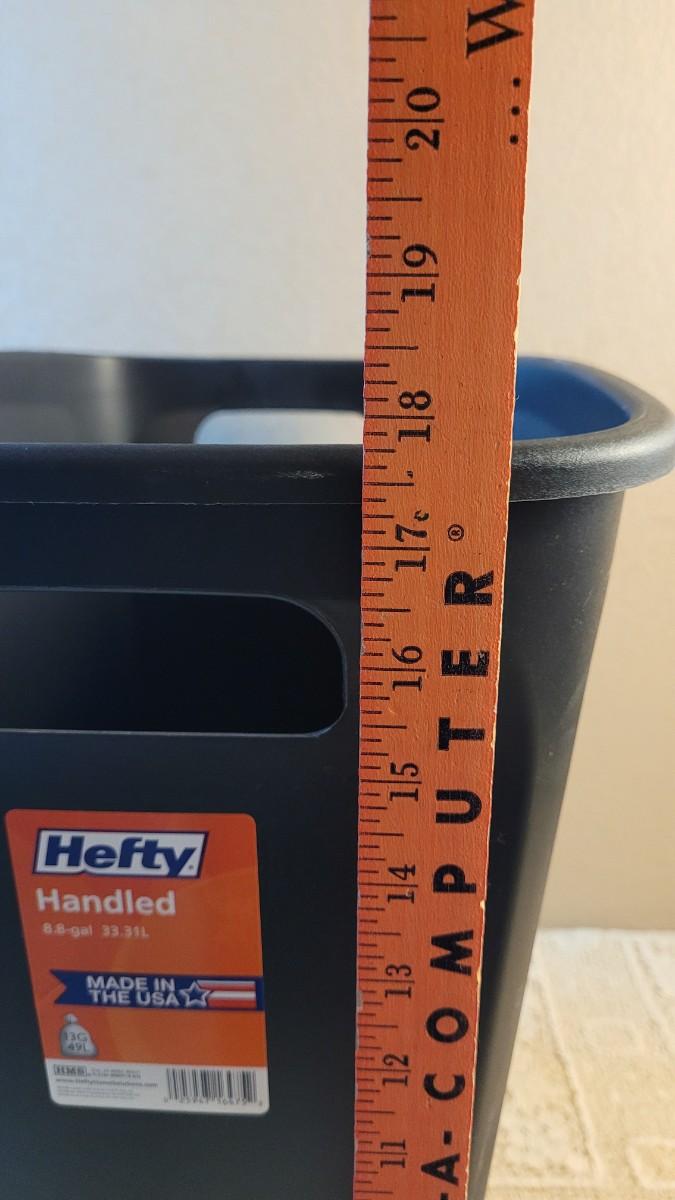 ... W
20
19
18
17
16
15
14
13
12
11
-A-COMPUTER®
Hefty®
Handled
8.8-gal 33.31L
MADE IN
THE USA
13G
49L
HMS